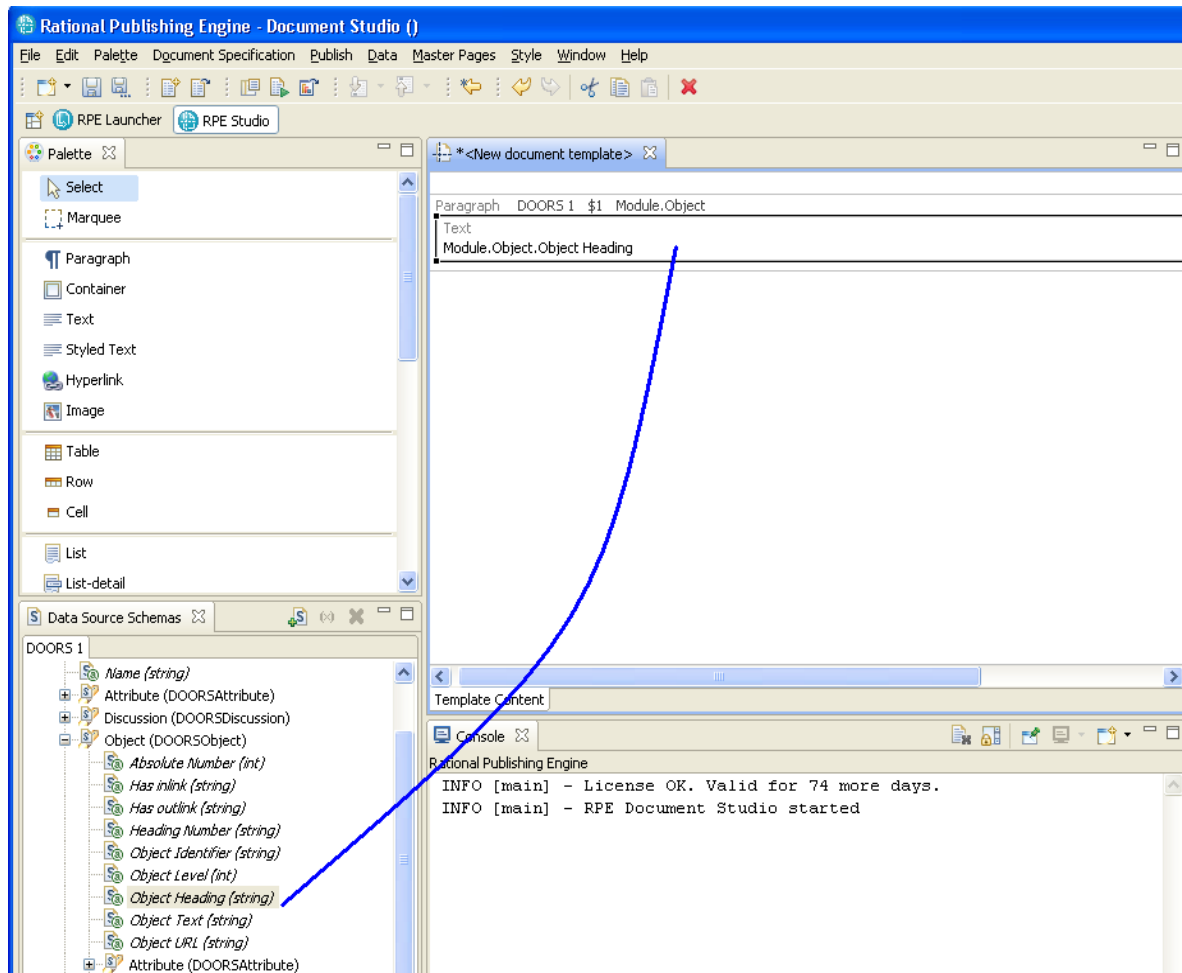 Rational Publishing Engine - Document Studio ()
File Edit Palette Document Specification Publish Data Master Pages Style Window Help
RPE Launcher RPE Studio
Palette
Select
Marquee
Paragraph
Container
Text
Styled Text
Hyperlink
Image
Table
Row
Cell
List
List-detail
*<New document template>
Paragraph DOORS 1 $1 Module.Object
Text
Module.Object.Object Heading
Template Content
Data Source Schemas
DOORS 1
Name (string)
Attribute (DOORSAttribute)
Discussion (DOORSDiscussion)
Object (DOORSObject)
Absolute Number (int)
Has inlink (string)
Has outlink (string)
Heading Number (string)
Object Identifier (string)
Object Level (int)
Object Heading (string)
Object Text (string)
Object URL (string)
Attribute (DOORSAttribute)
Console
Rational Publishing Engine
INFO [main] - License OK. Valid for 74 more days.
INFO [main] - RPE Document Studio started